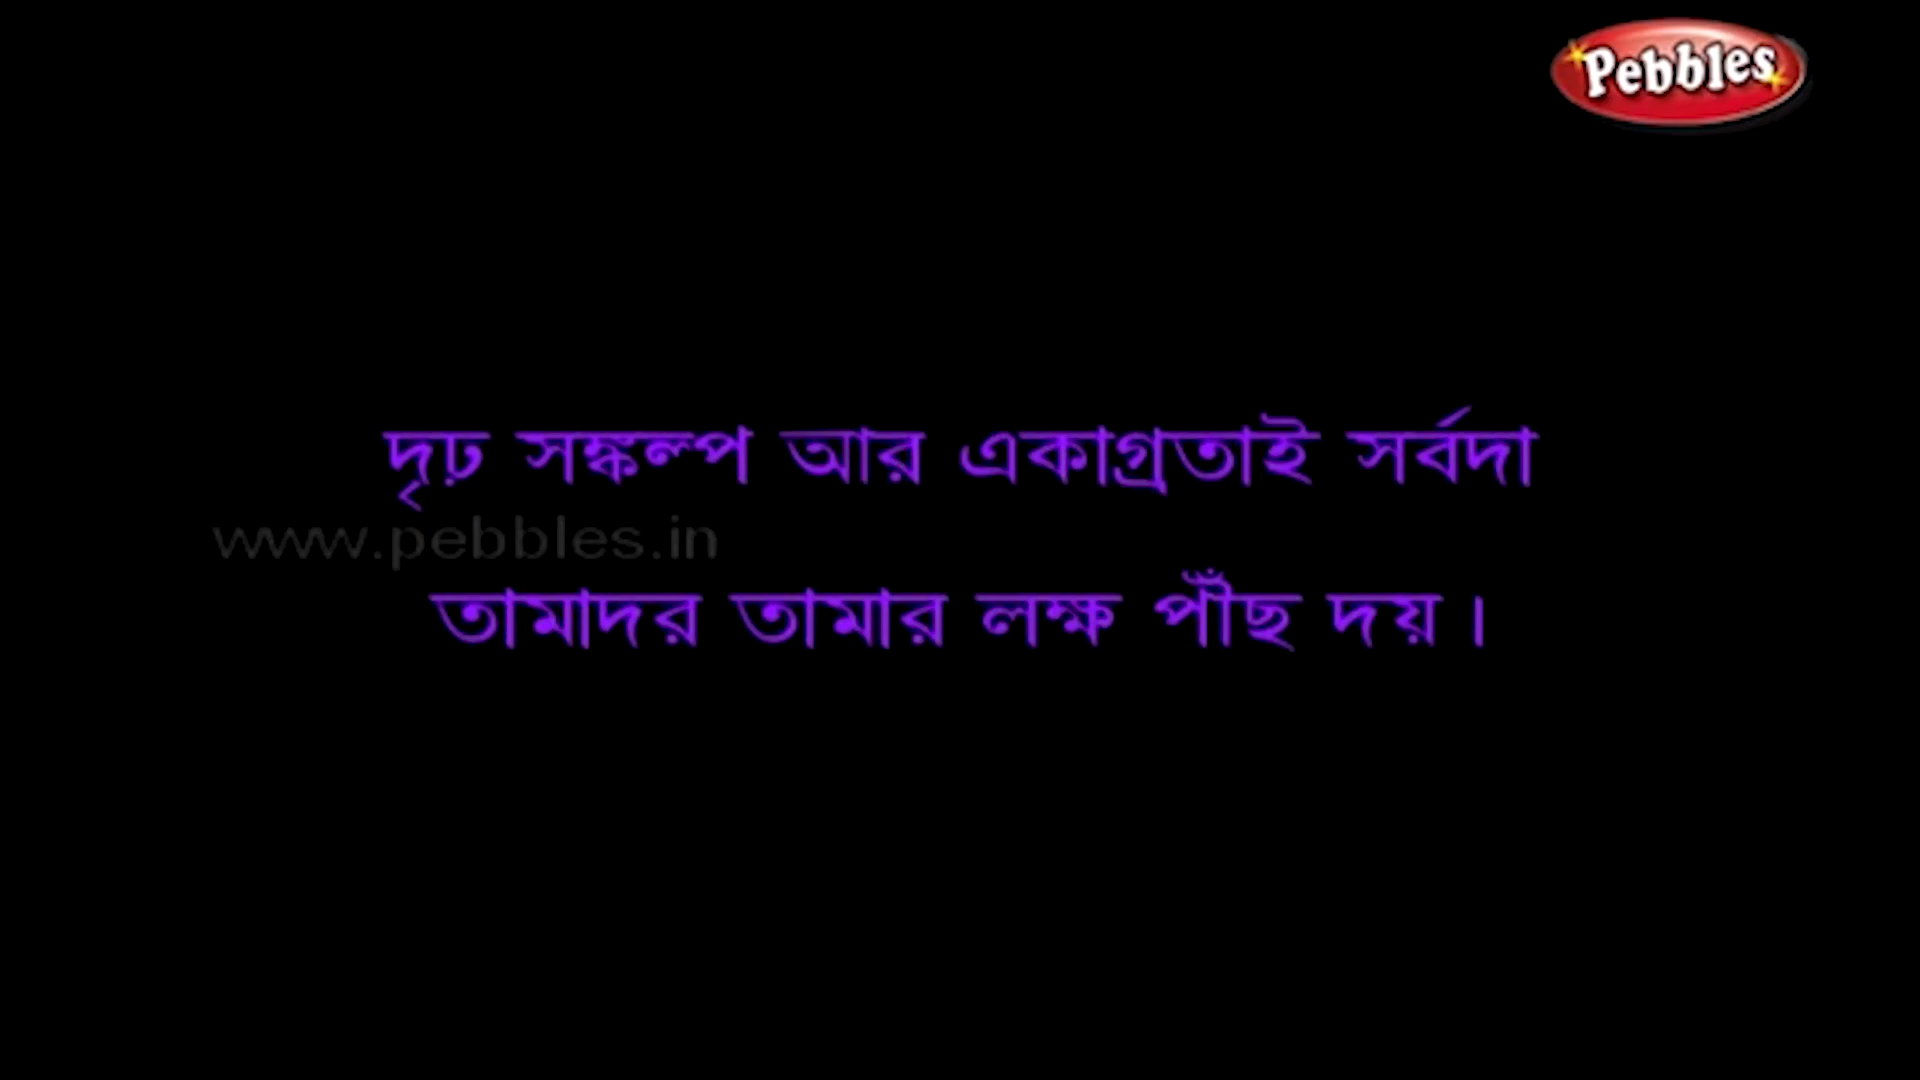 Pebbles
দৃঢ় সঙ্কল্প আর একাগ্রতাই সর্বদা
www.pebbles.in
তামাদর তামার লক্ষ পাঁছ দয়।